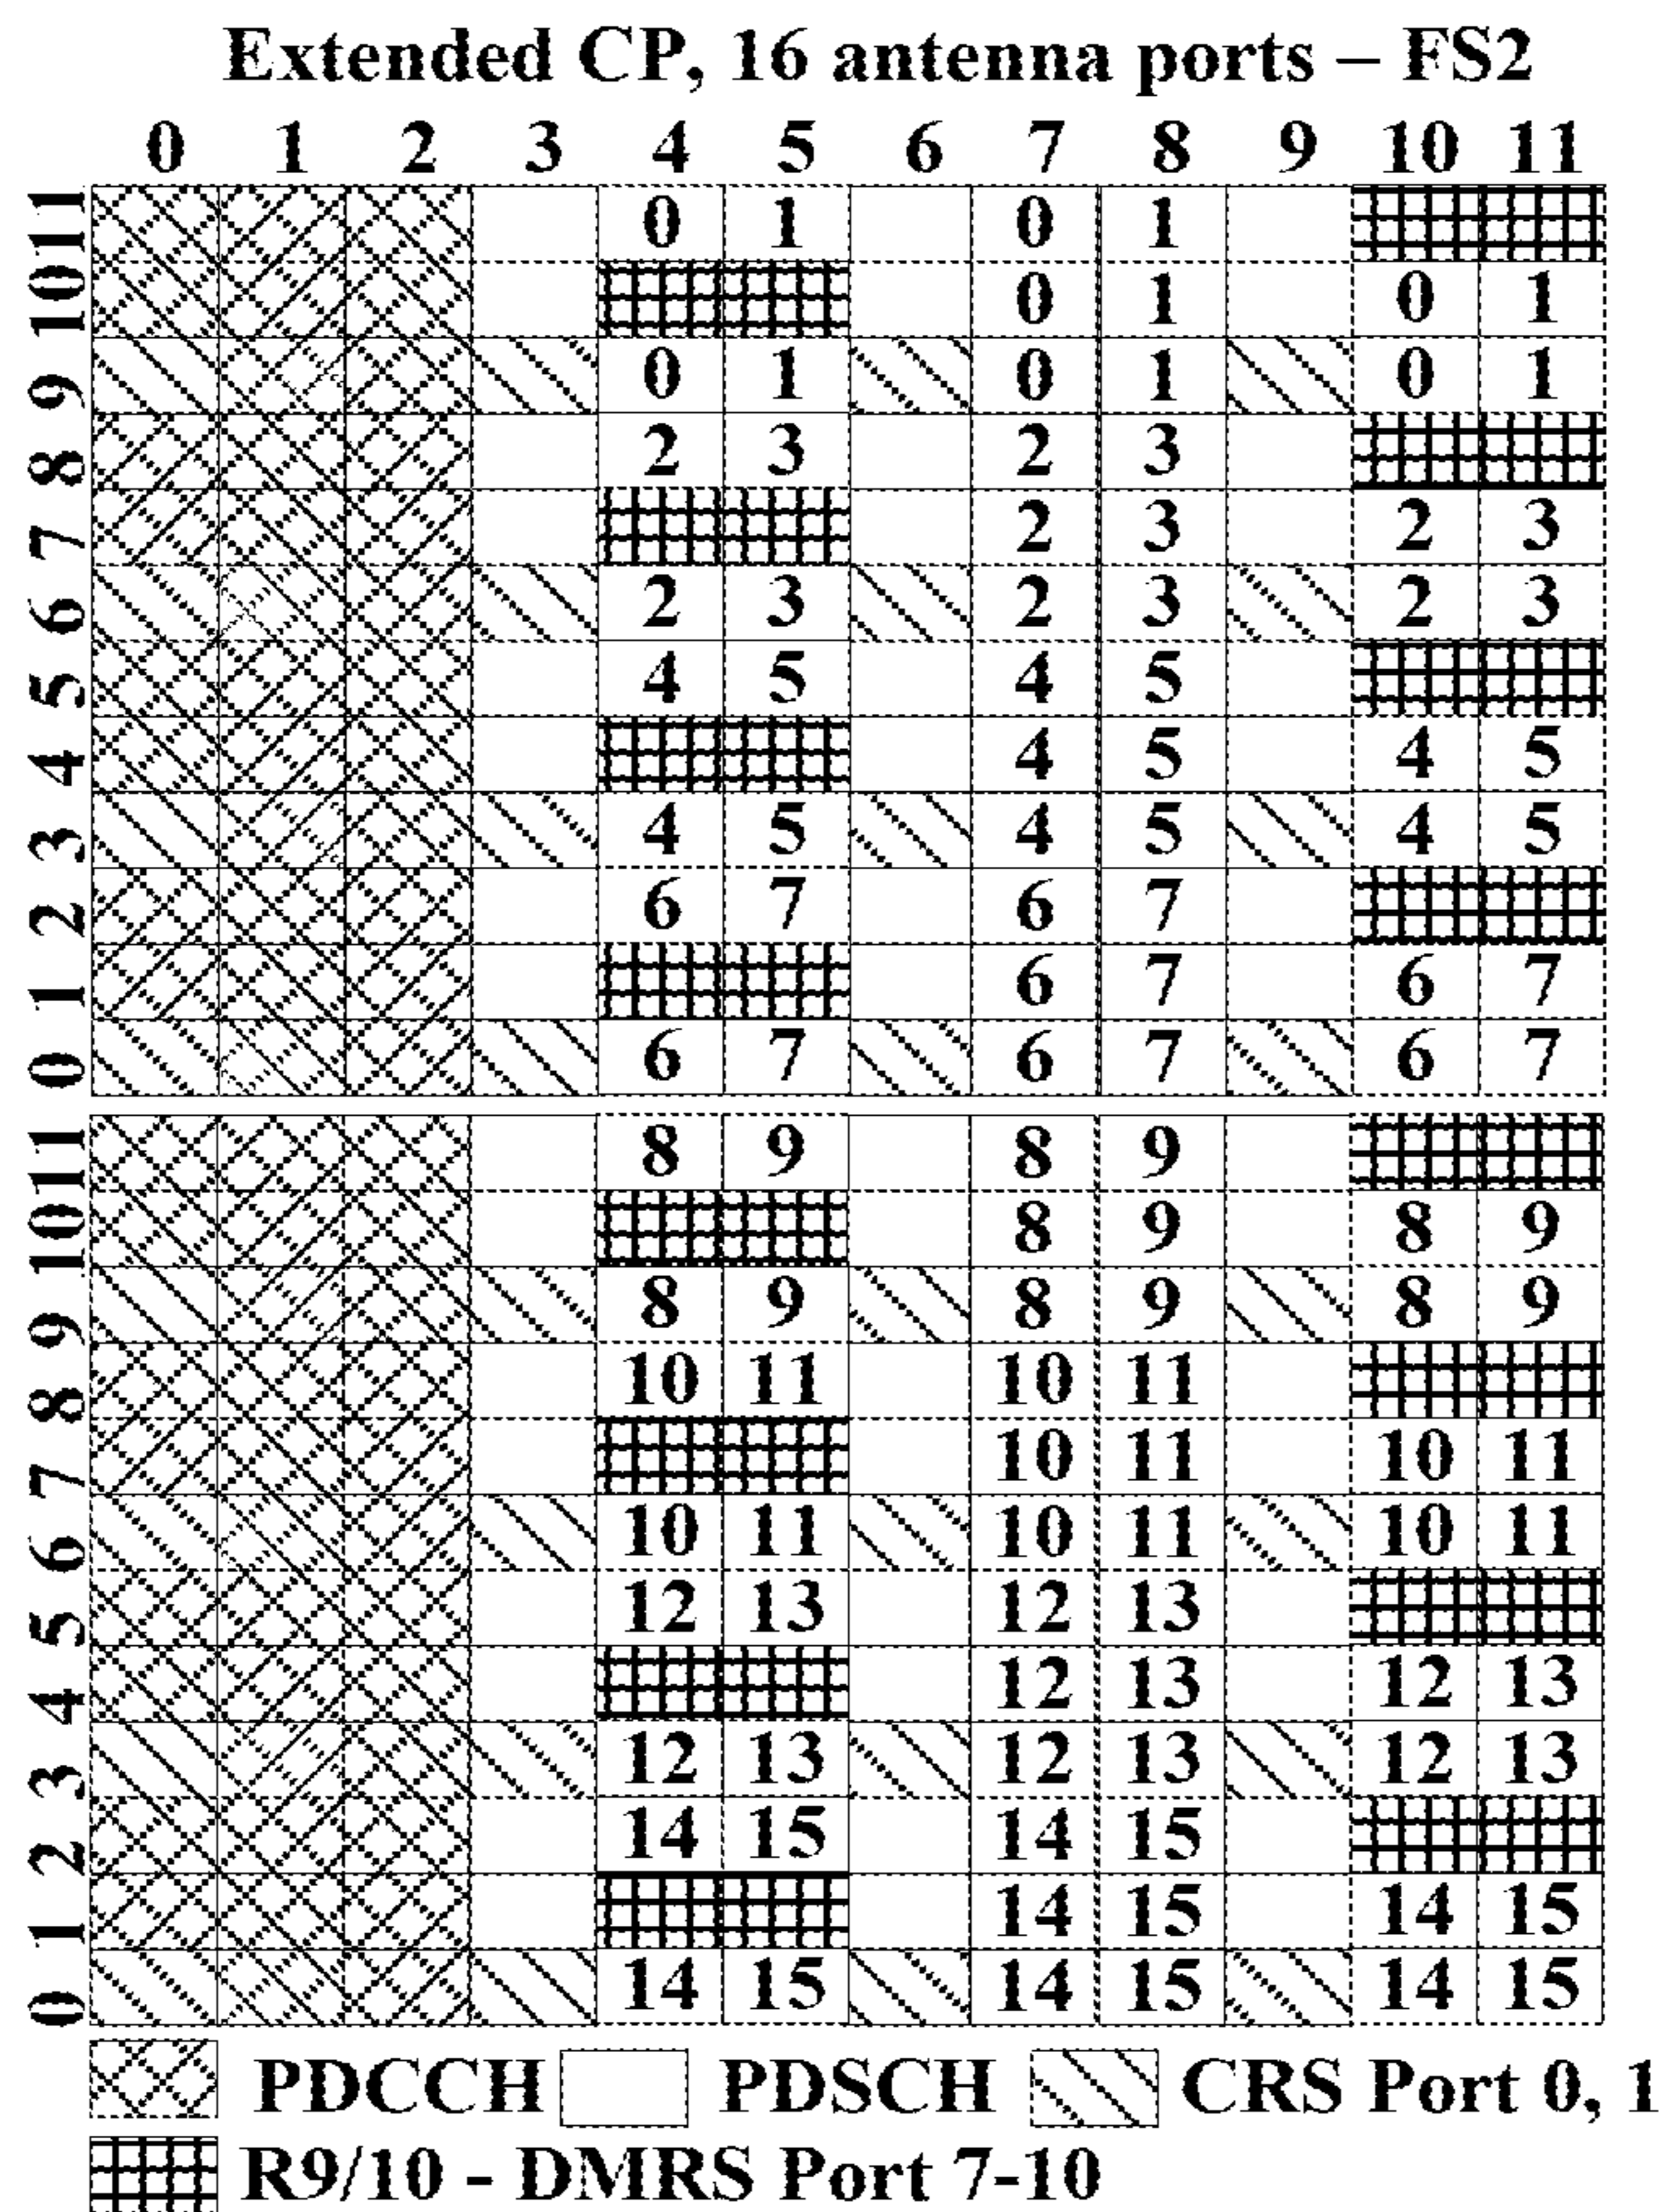 Extended CP, 16 antenna ports – FS2
0 1 2 3 4 5 6 7 8 9 10 11
11 0 1 0 1
10 0 1 0 1
9 0 1 0 1 0 1
8 2 3 2 3
7 2 3 2 3
6 2 3 2 3 2 3
5 4 5 4 5
4 4 5 4 5
3 4 5 4 5 4 5
2 6 7 6 7
1 6 7 6 7
0 6 7 6 7 6 7
11 8 9 8 9
10 8 9 8 9
9 8 9 8 9 8 9
8 10 11 10 11
7 10 11 10 11
6 10 11 10 11 10 11
5 12 13 12 13
4 12 13 12 13
3 12 13 12 13 12 13
2 14 15 14 15
1 14 15 14 15
0 14 15 14 15 14 15
PDCCH PDSCH CRS Port 0, 1
R9/10 - DMRS Port 7-10